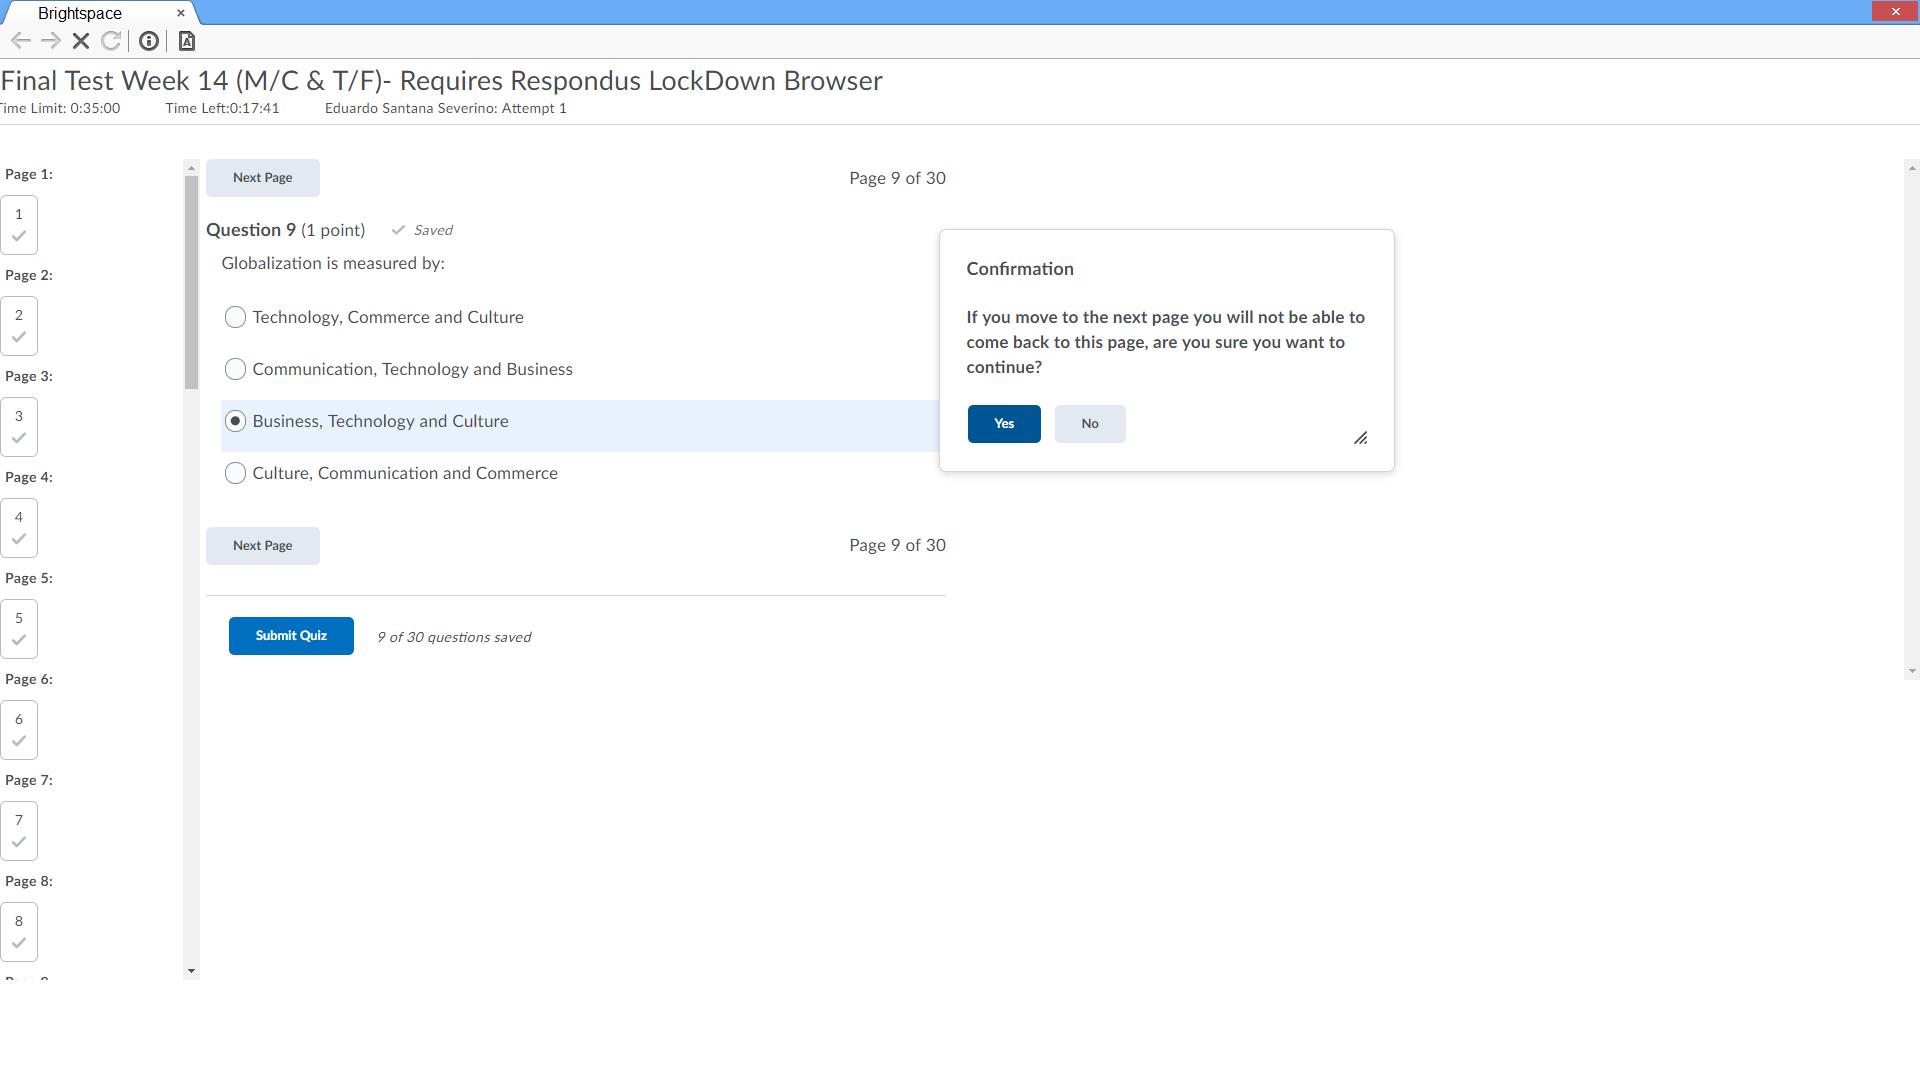 Brightspace
Final Test Week 14 (M/C & T/F)- Requires Respondus LockDown Browser
Time Limit: 0:35:00 Time Left:0:17:41 Eduardo Santana Severino: Attempt 1
Page 1:
1
Page 2:
2
Page 3:
3
Page 4:
4
Page 5:
5
Page 6:
6
Page 7:
7
Page 8:
8
Next Page
Page 9 of 30
Question 9 (1 point) Saved
Globalization is measured by:
Technology, Commerce and Culture
Communication, Technology and Business
Business, Technology and Culture
Culture, Communication and Commerce
Next Page
Page 9 of 30
Submit Quiz
9 of 30 questions saved
Confirmation
If you move to the next page you will not be able to
come back to this page, are you sure you want to
continue?
Yes
No